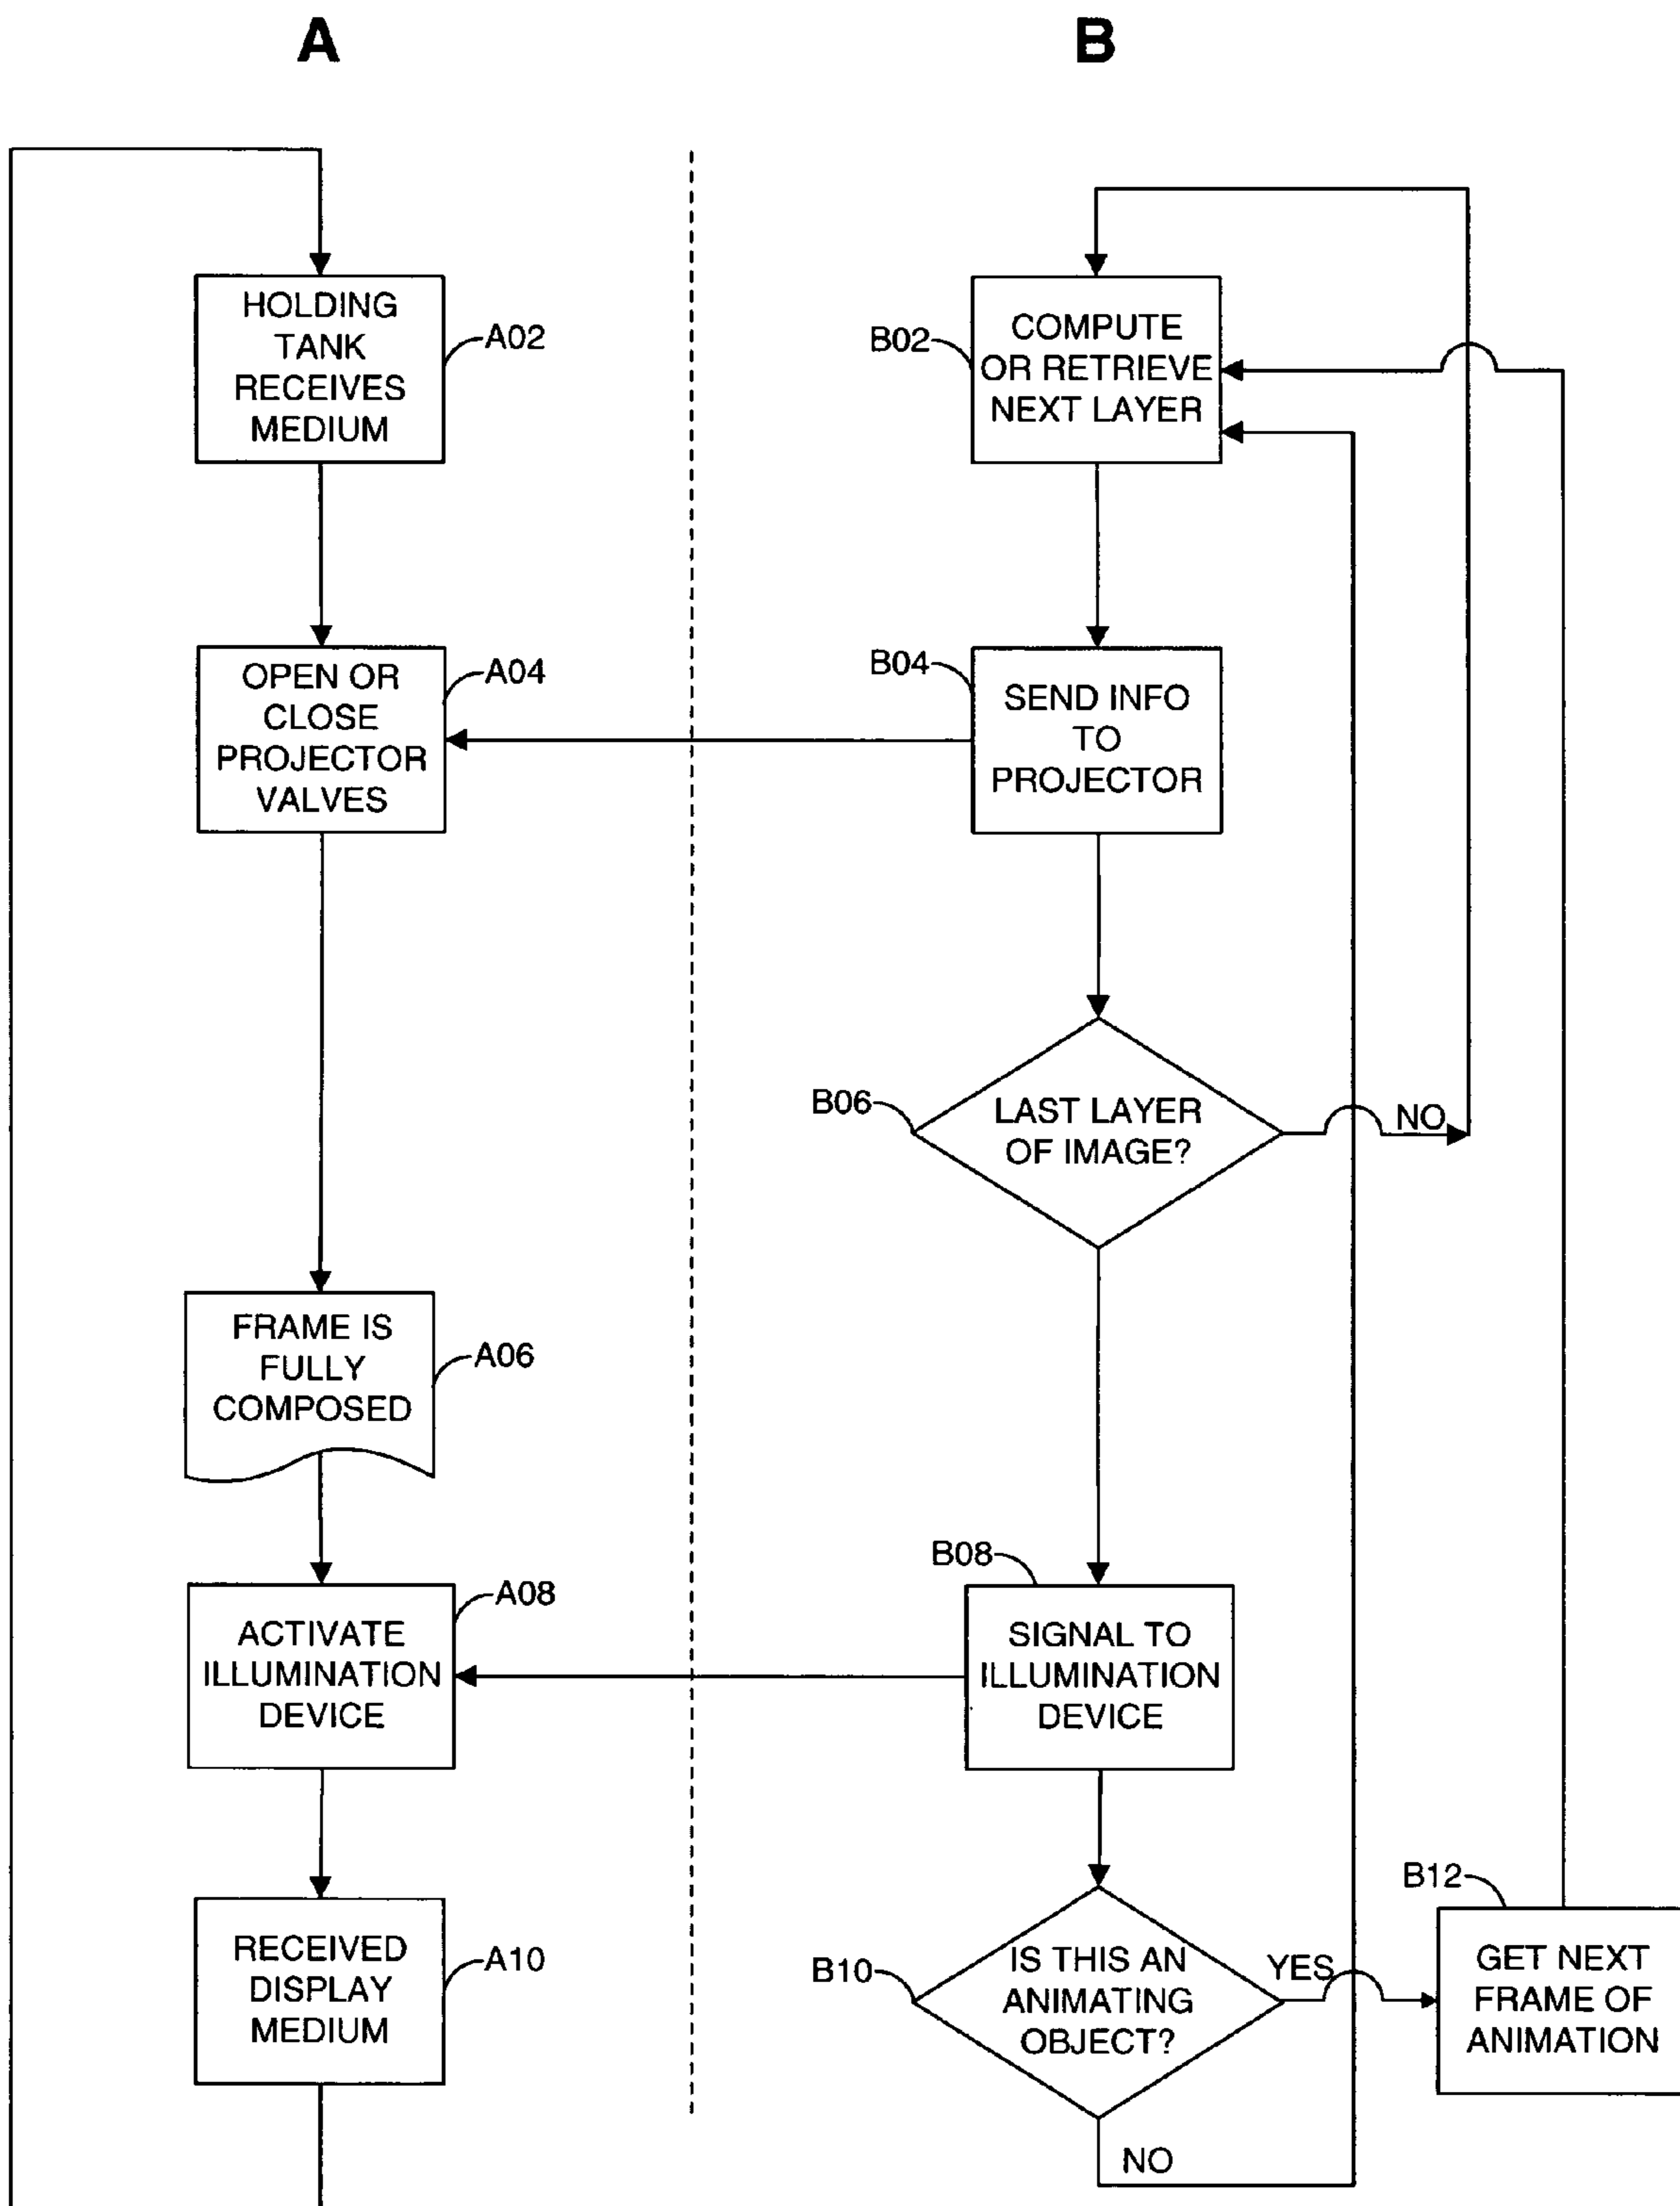 A
B
HOLDING
TANK
RECEIVES
MEDIUM
A02
B02
COMPUTE
OR RETRIEVE
NEXT LAYER
OPEN OR
CLOSE
PROJECTOR
VALVES
A04
B04
SEND INFO
TO
PROJECTOR
B06
LAST LAYER
OF IMAGE?
NO
FRAME IS
FULLY
COMPOSED
A06
ACTIVATE
ILLUMINATION
DEVICE
A08
B08
SIGNAL TO
ILLUMINATION
DEVICE
RECEIVED
DISPLAY
MEDIUM
A10
B10
IS THIS AN
ANIMATING
OBJECT?
YES
NO
B12
GET NEXT
FRAME OF
ANIMATION